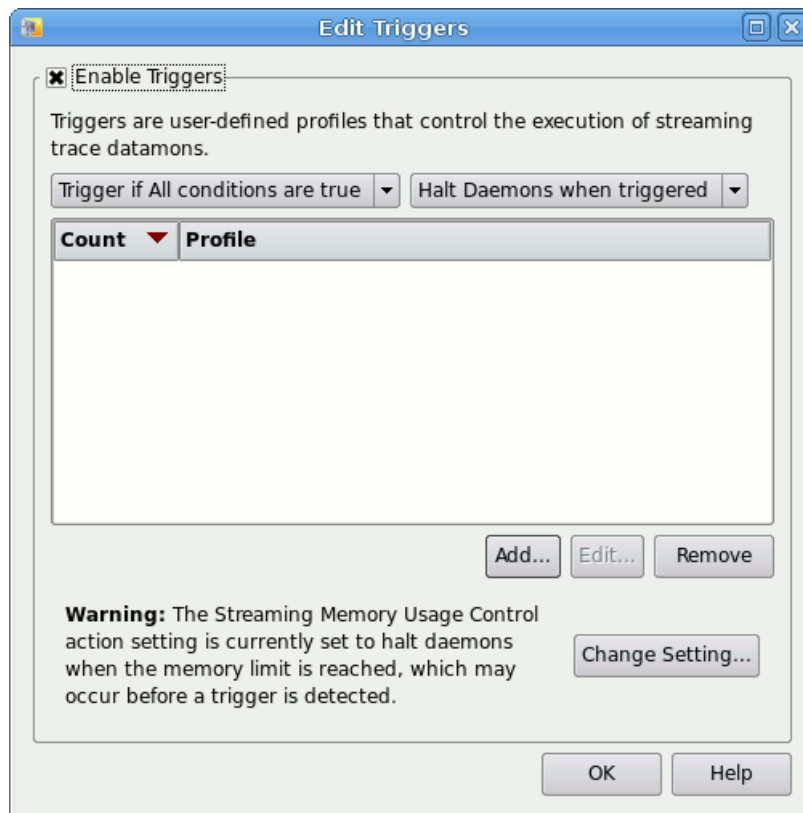 Edit Triggers
Enable Triggers
Triggers are user-defined profiles that control the execution of streaming
trace datamons.
Trigger if All conditions are true Halt Daemons when triggered
Count Profile
Add... Edit... Remove
Warning: The Streaming Memory Usage Control
action setting is currently set to halt daemons
when the memory limit is reached, which may
occur before a trigger is detected.
Change Setting...
OK Help